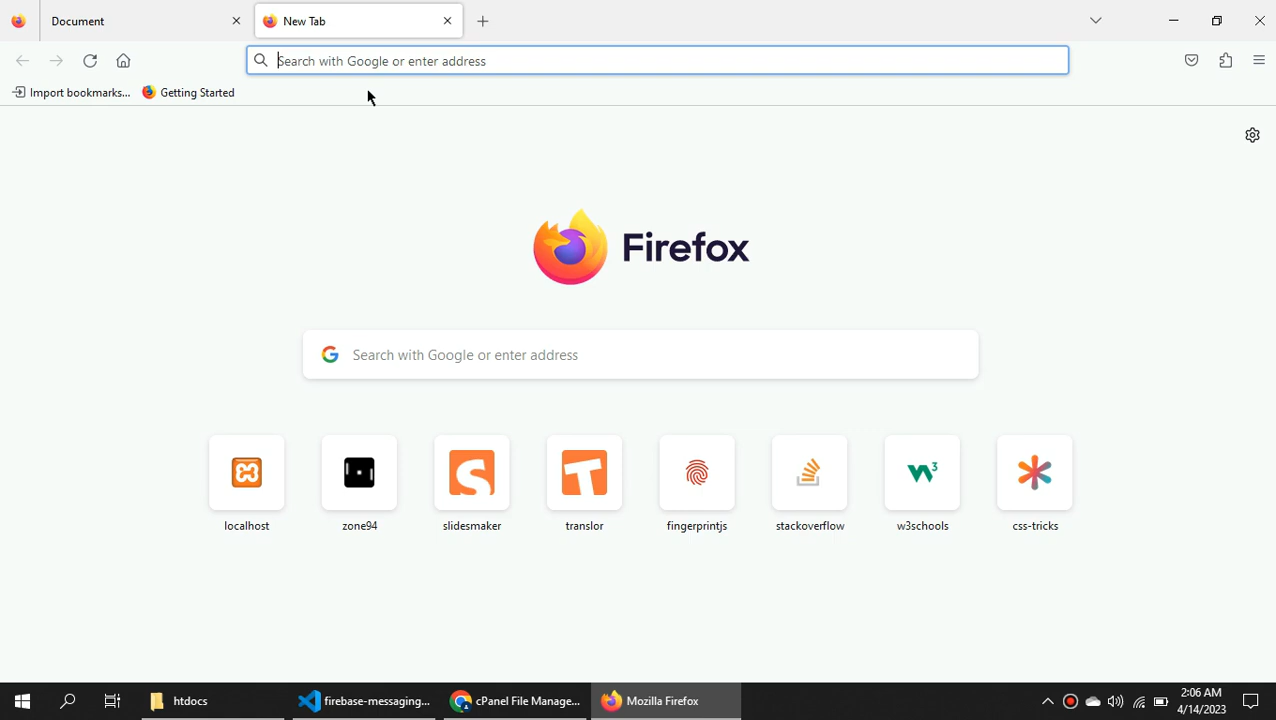 Document
New Tab
Search with Google or enter address
Import bookmarks...
Getting Started
Firefox
Search with Google or enter address
localhost
zone94
slidesmaker
translor
fingerprintjs
stackoverflow
w3schools
css-tricks
htdocs
firebase-messaging...
cPanel File Manage...
Mozilla Firefox
2:06 AM
4/14/2023